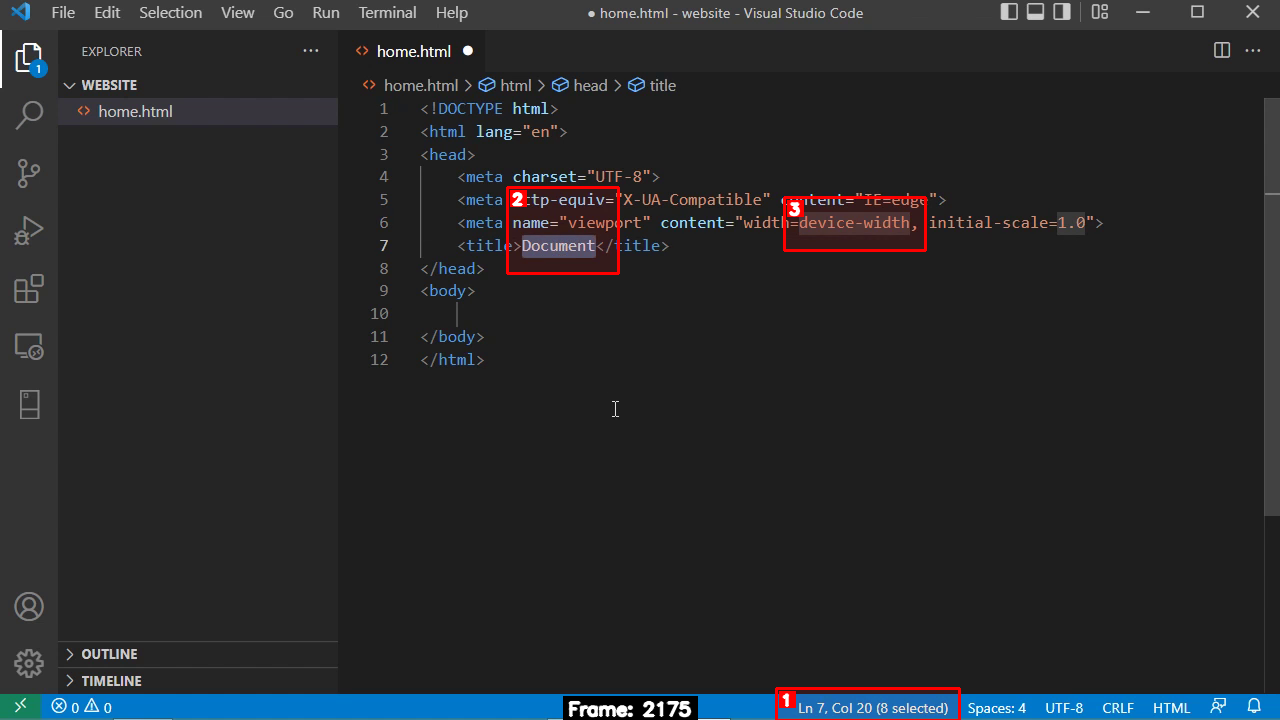 File Edit Selection View Go Run Terminal Help ● home.html - website - Visual Studio Code
EXPLORER ···
home.html ●
WEBSITE
home.html
home.html > html > head > title
1 <!DOCTYPE html>
2 <html lang="en">
3 <head>
4 <meta charset="UTF-8">
5 <meta http-equiv="X-UA-Compatible" content="IE=edge">
6 <meta name="viewport" content="width=device-width, initial-scale=1.0">
7 <title>Document</title>
8 </head>
9 <body>
10
11 </body>
12 </html>
1
2
3
OUTLINE
TIMELINE
0 0
Frame: 2175
1
Ln 7, Col 20 (8 selected) Spaces: 4 UTF-8 CRLF HTML